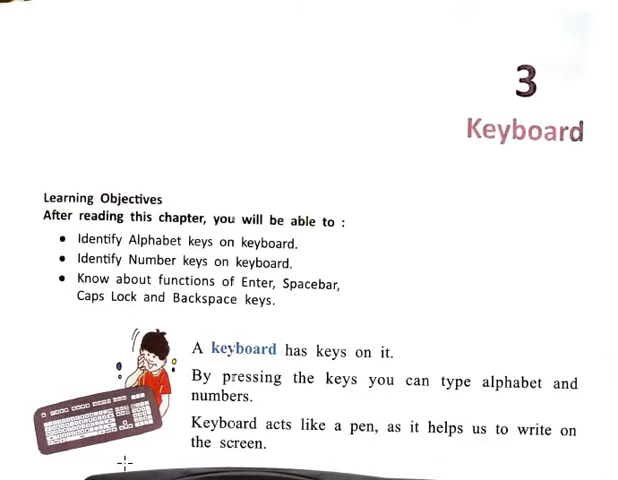 3
Keyboard
Learning Objectives
After reading this chapter, you will be able to :
• Identify Alphabet keys on keyboard.
• Identify Number keys on keyboard.
• Know about functions of Enter, Spacebar,
Caps Lock and Backspace keys.
A keyboard has keys on it.
By pressing the keys you can type alphabet and
numbers.
Keyboard acts like a pen, as it helps us to write on
the screen.